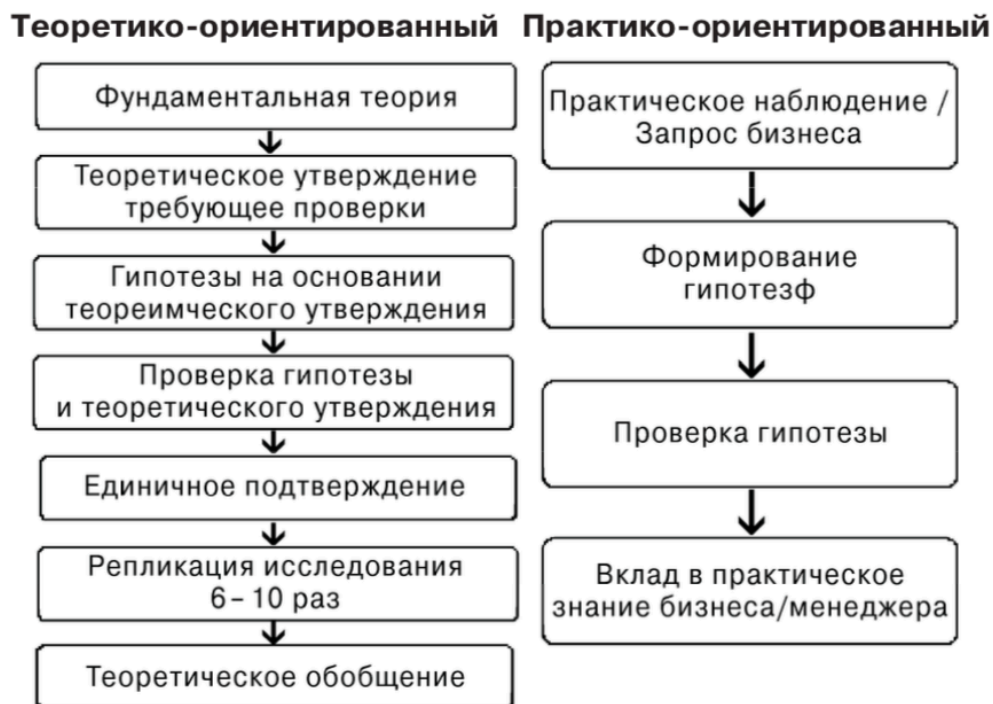 Теоретико-ориентированный
Фундаментальная теория
Теоретическое утверждение
требующее проверки
Гипотезы на основании
теореимческого утверждения
Проверка гипотезы
и теоретического утверждения
Единичное подтверждение
Репликация исследования
6– 10 раз
Теоретическое обобщение
Практико-ориентированный
Практическое наблюдение /
Запрос бизнеса
Формирование
гипотезф
Проверка гипотезы
Вклад в практическое
знание бизнеса/менеджера